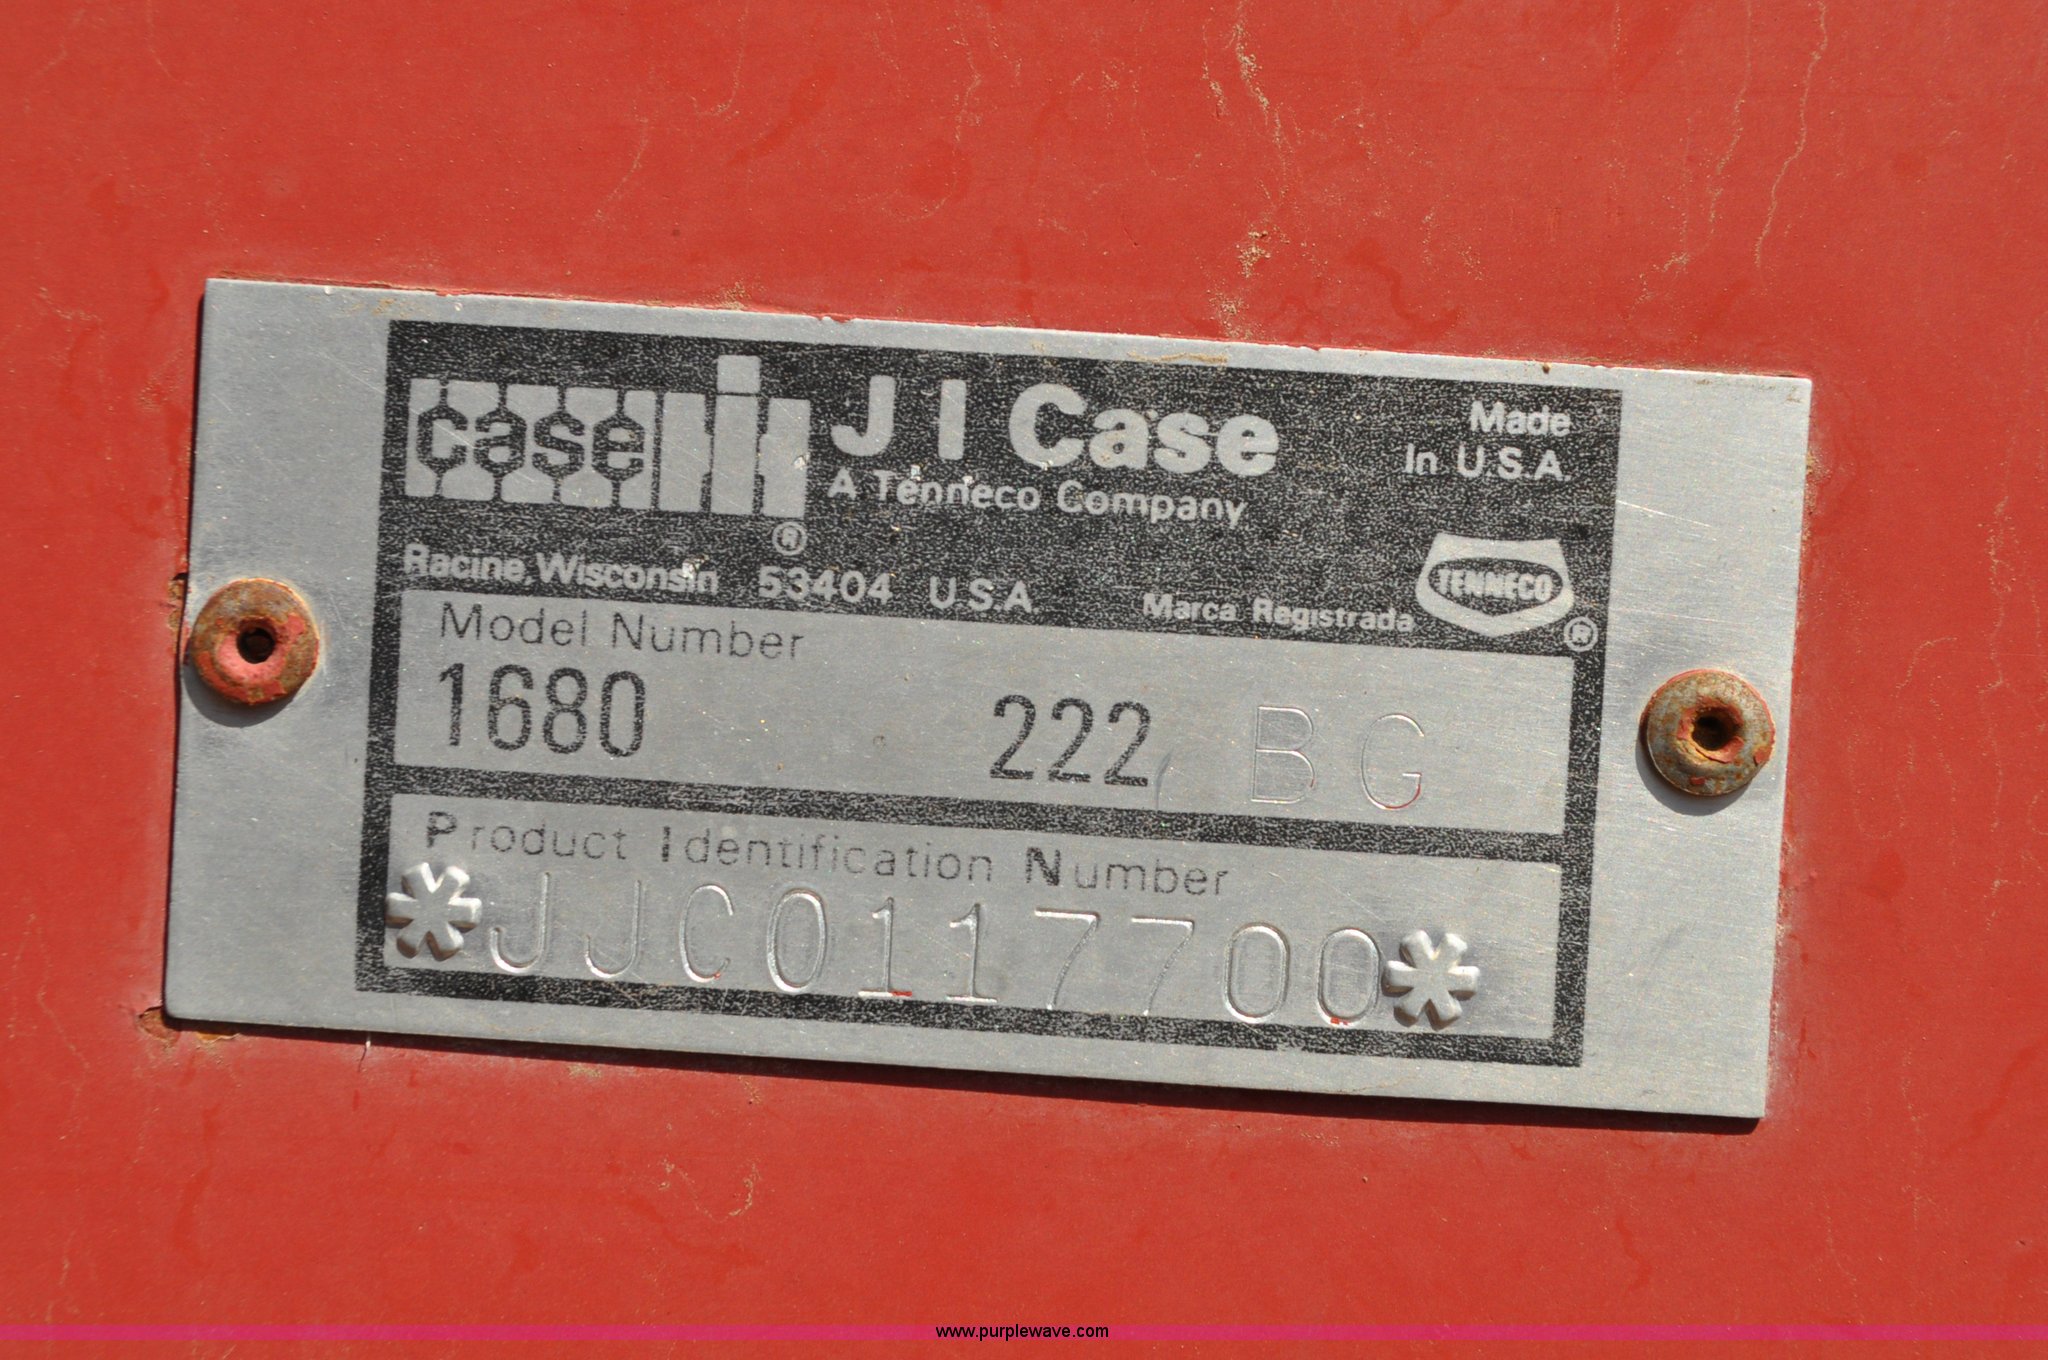 case ih ® J I Case
A Tenneco Company
Made
In U.S.A.
Racine, Wisconsin 53404 U.S.A.
Marca Registrada TENNECO ®
Model Number
1680 222 BG
Product Identification Number
*JJC0117700*
www.purplewave.com